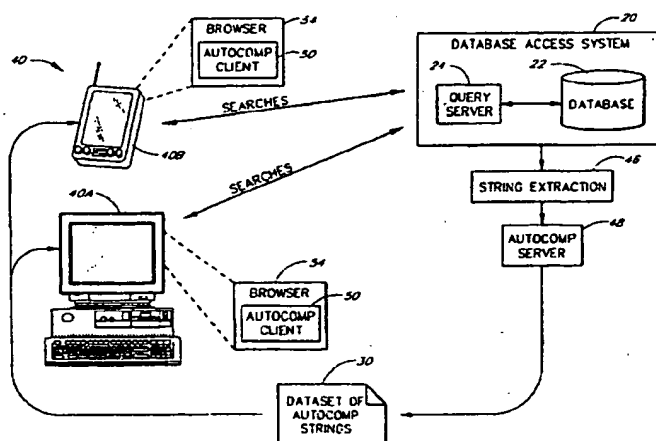 54
BROWSER
50
AUTOCOMP
CLIENT
40
20
DATABASE ACCESS SYSTEM
24
22
QUERY
SERVER
DATABASE
SEARCHES
40B
SEARCHES
46
STRING EXTRACTION
48
AUTOCOMP
SERVER
40A
54
BROWSER
50
AUTOCOMP
CLIENT
30
DATASET OF
AUTOCOMP
STRINGS